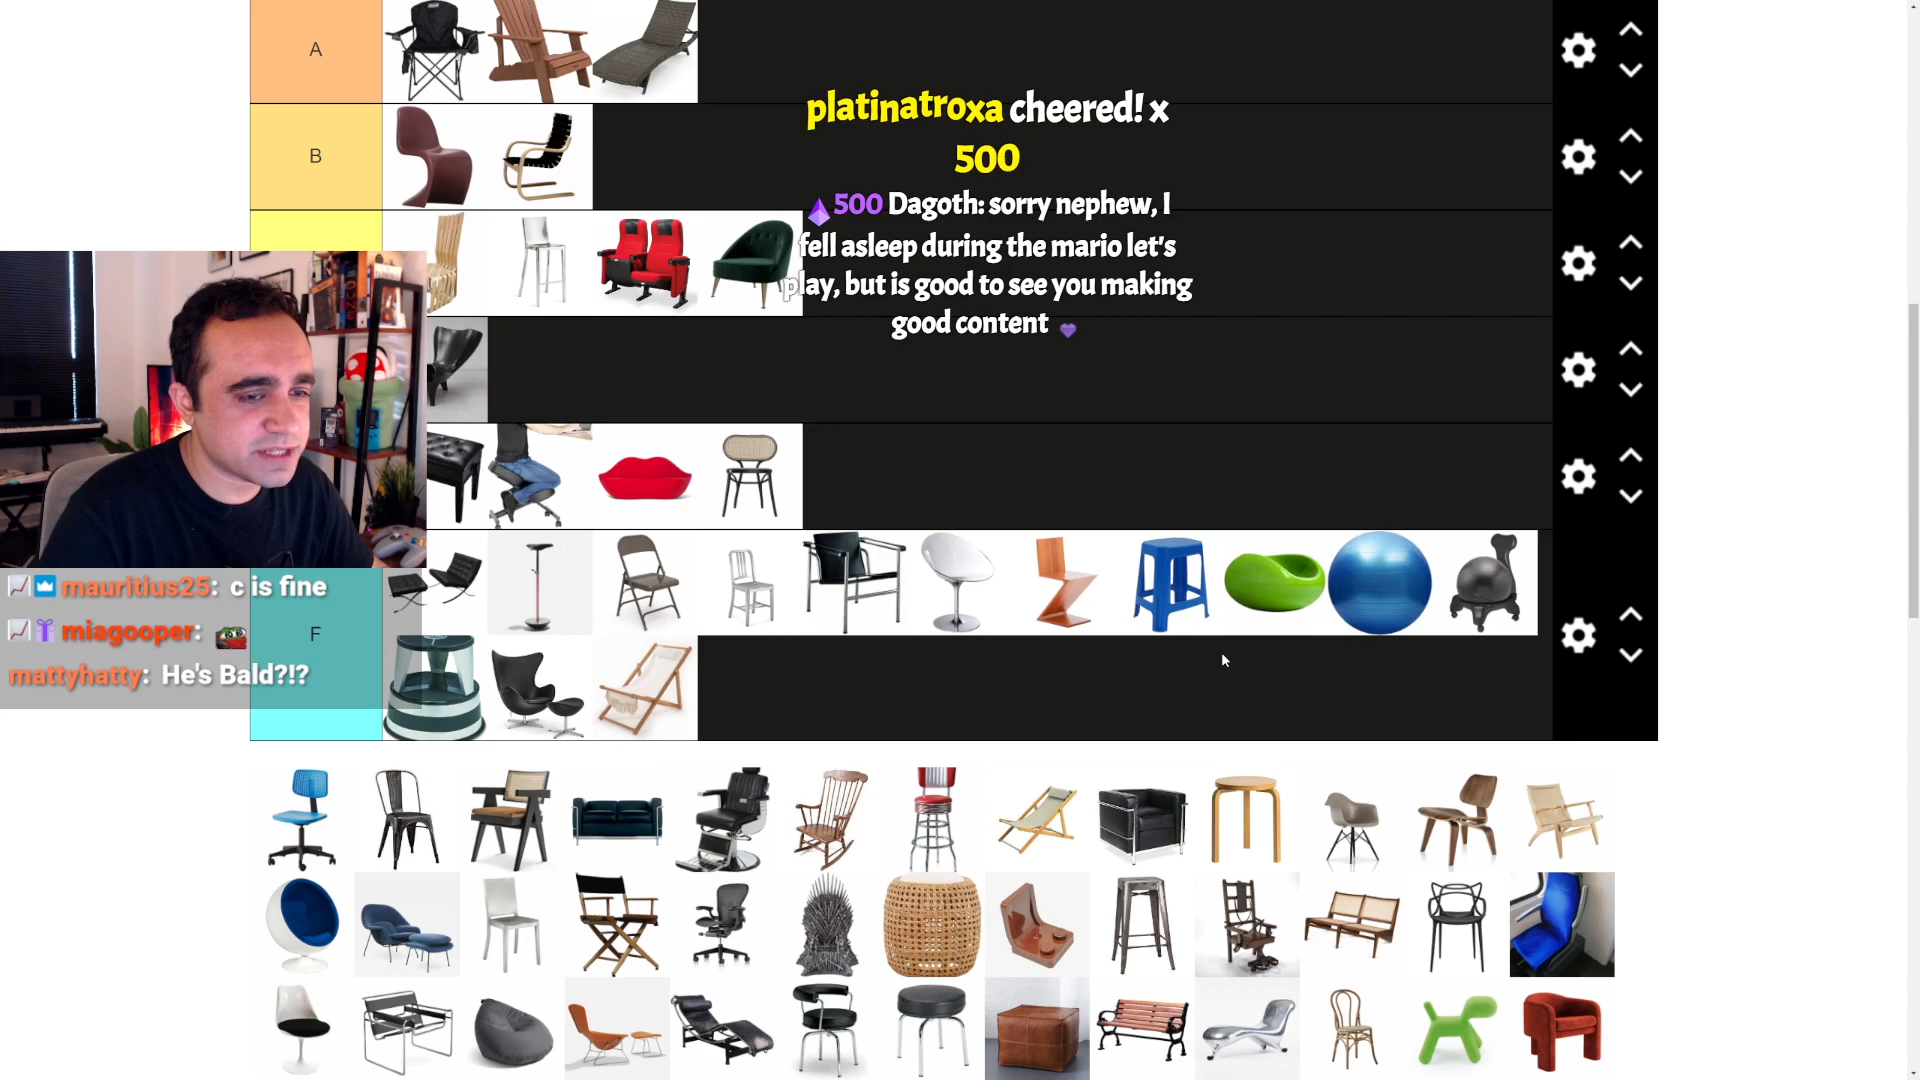 A
B
platinatroxa cheered! x
500
500 Dagoth: sorry nephew, I
fell asleep during the mario let's
play, but is good to see you making
good content
mauritius25: c is fine
miagooper:
mattyhatty: He's Bald?!?
F